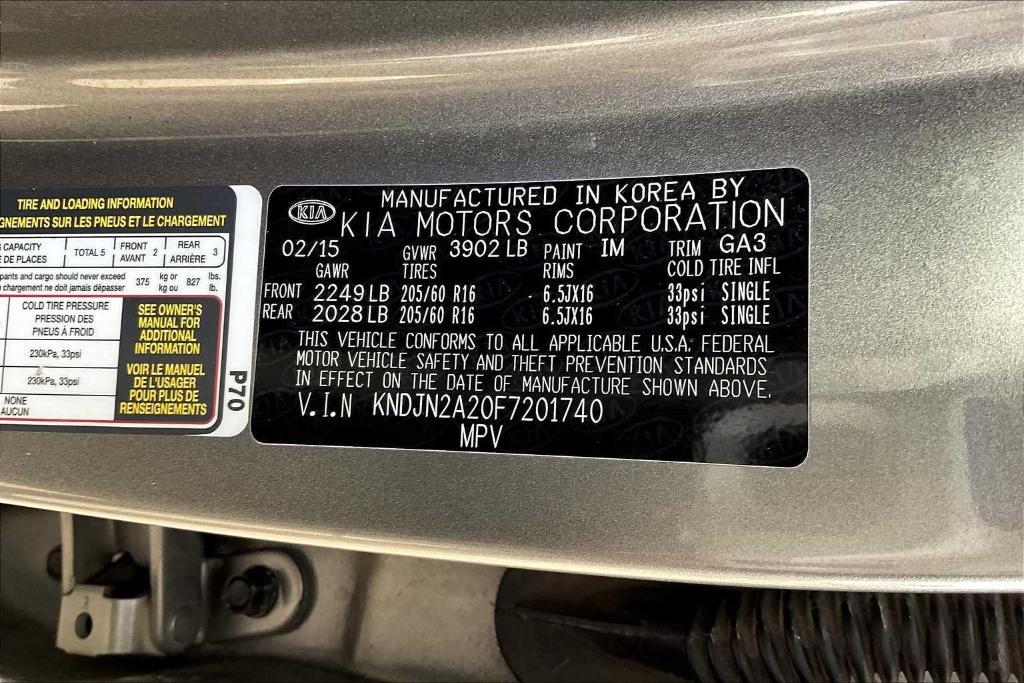 TIRE AND LOADING INFORMATION
SUR LES PNEUS ET LE CHARGEMENT
CAPACITY TOTAL 5 FRONT 2 REAR 3
DE PLACES AVANT ARRIÈRE
and cargo should never exceed 375 kg or 827 lbs.
chargement ne doit jamais dépasser kg ou lb.
COLD TIRE PRESSURE
PRESSION DES
PNEUS À FROID
230kPa, 33psi
230kPa, 33psi
NONE
AUCUN
SEE OWNER'S
MANUAL FOR
ADDITIONAL
INFORMATION
VOIR LE MANUEL
DE L'USAGER
POUR PLUS DE
RENSEIGNEMENTS
P70
MANUFACTURED IN KOREA BY
KIA KIA MOTORS CORPORATION
02/15 GVWR 3902 LB PAINT IM TRIM GA3
GAWR TIRES RIMS COLD TIRE INFL
FRONT 2249 LB 205/60 R16 6.5JX16 33psi SINGLE
REAR 2028 LB 205/60 R16 6.5JX16 33psi SINGLE
THIS VEHICLE CONFORMS TO ALL APPLICABLE U.S.A. FEDERAL
MOTOR VEHICLE SAFETY AND THEFT PREVENTION STANDARDS
IN EFFECT ON THE DATE OF MANUFACTURE SHOWN ABOVE.
V.I.N KNDJN2A20F7201740
MPV